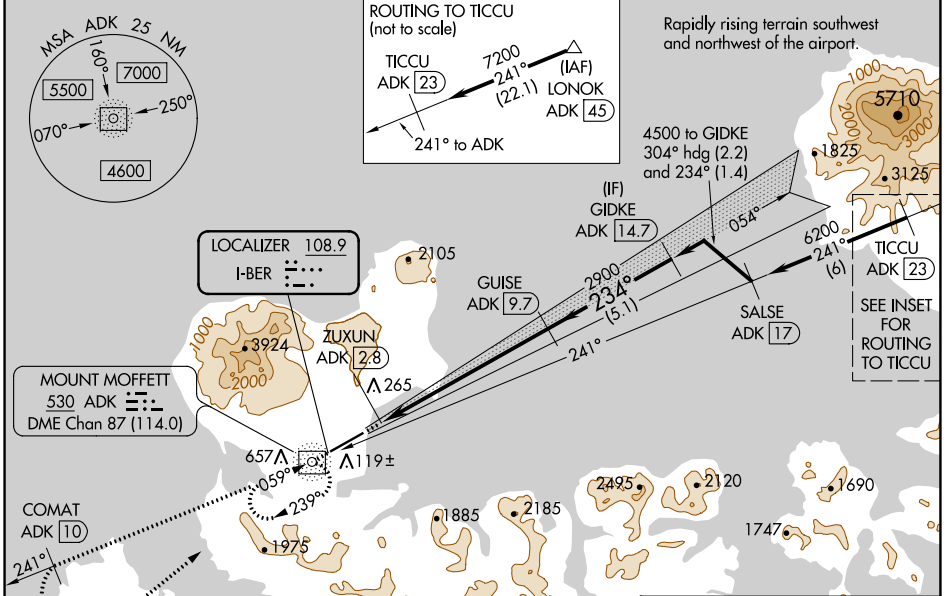 MSA ADK 25 NM
160°
7000
5500
250°
070°
4600
ROUTING TO TICCU
(not to scale)
TICCU
ADK 23
7200
241°
(22.1)
(IAF)
LONOK
ADK 45
241° to ADK
Rapidly rising terrain southwest
and northwest of the airport.
1000
5710
2000
3000
1825
3125
4500 to GIDKE
304° hdg (2.2)
and 234° (1.4)
(IF)
GIDKE
ADK 14.7
054°
6200
241°
(6)
TICCU
ADK 23
SEE INSET
FOR
ROUTING
TO TICCU
SALSE
ADK 17
LOCALIZER 108.9
I-BER
2105
GUISE
ADK 9.7
2900
234°
(5.1)
241°
1000
3924
2000
ZUXUN
ADK 2.8
265
MOUNT MOFFETT
530 ADK
DME Chan 87 (114.0)
657
119±
059°
239°
COMAT
ADK 10
241°
1975
1885
2185
2495
2120
1690
1747